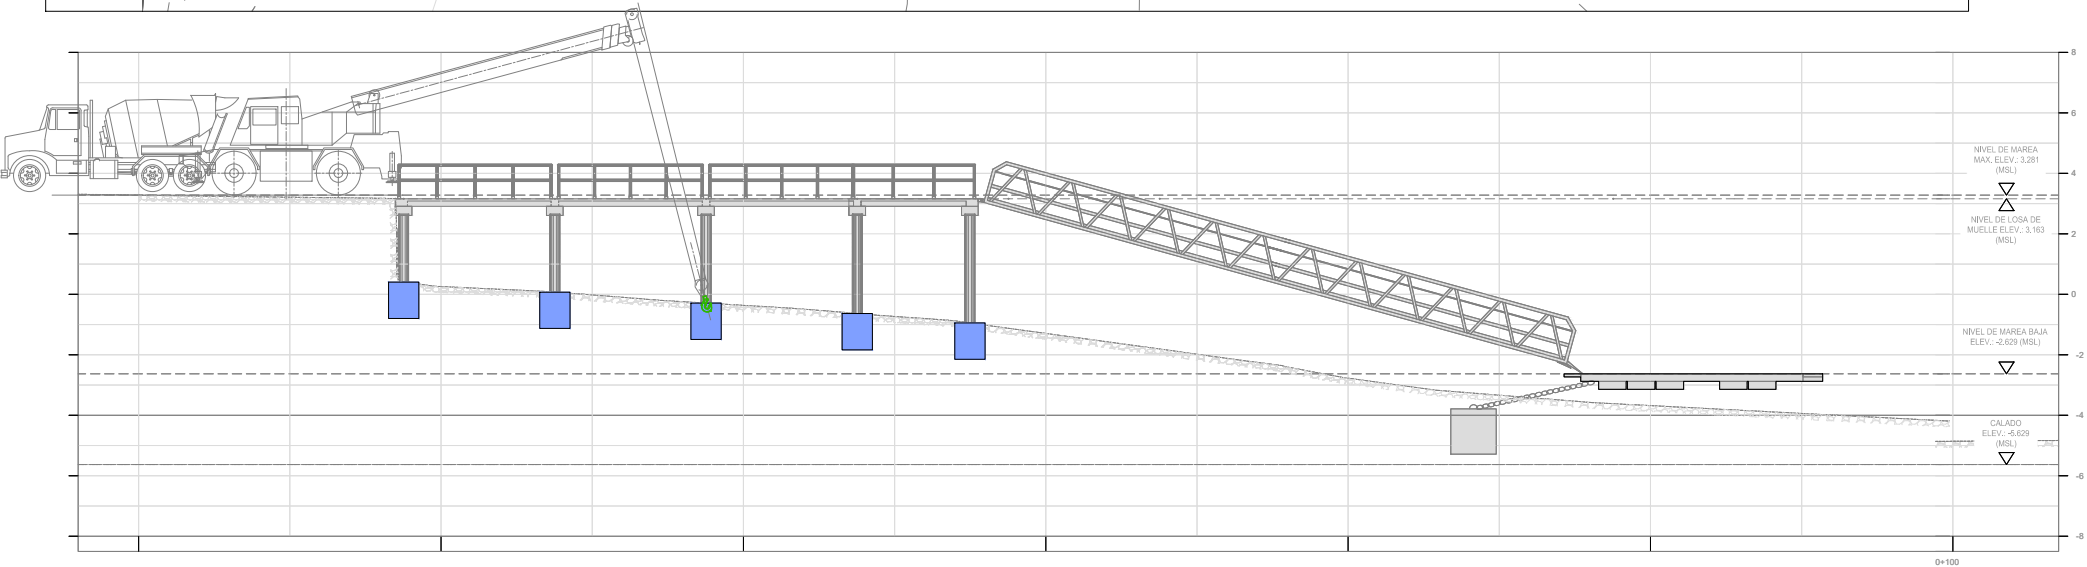 8
6
NIVEL DE MAREA
MAX. ELEV.: 3,281
(MSL)
4
NIVEL DE LOSA DE
MUELLE ELEV.: 3,163
(MSL)
2
0
NIVEL DE MAREA BAJA
ELEV.: -2,629 (MSL)
-2
-4
CALADO
ELEV.: -5.629
(MSL)
-6
-8
0+100